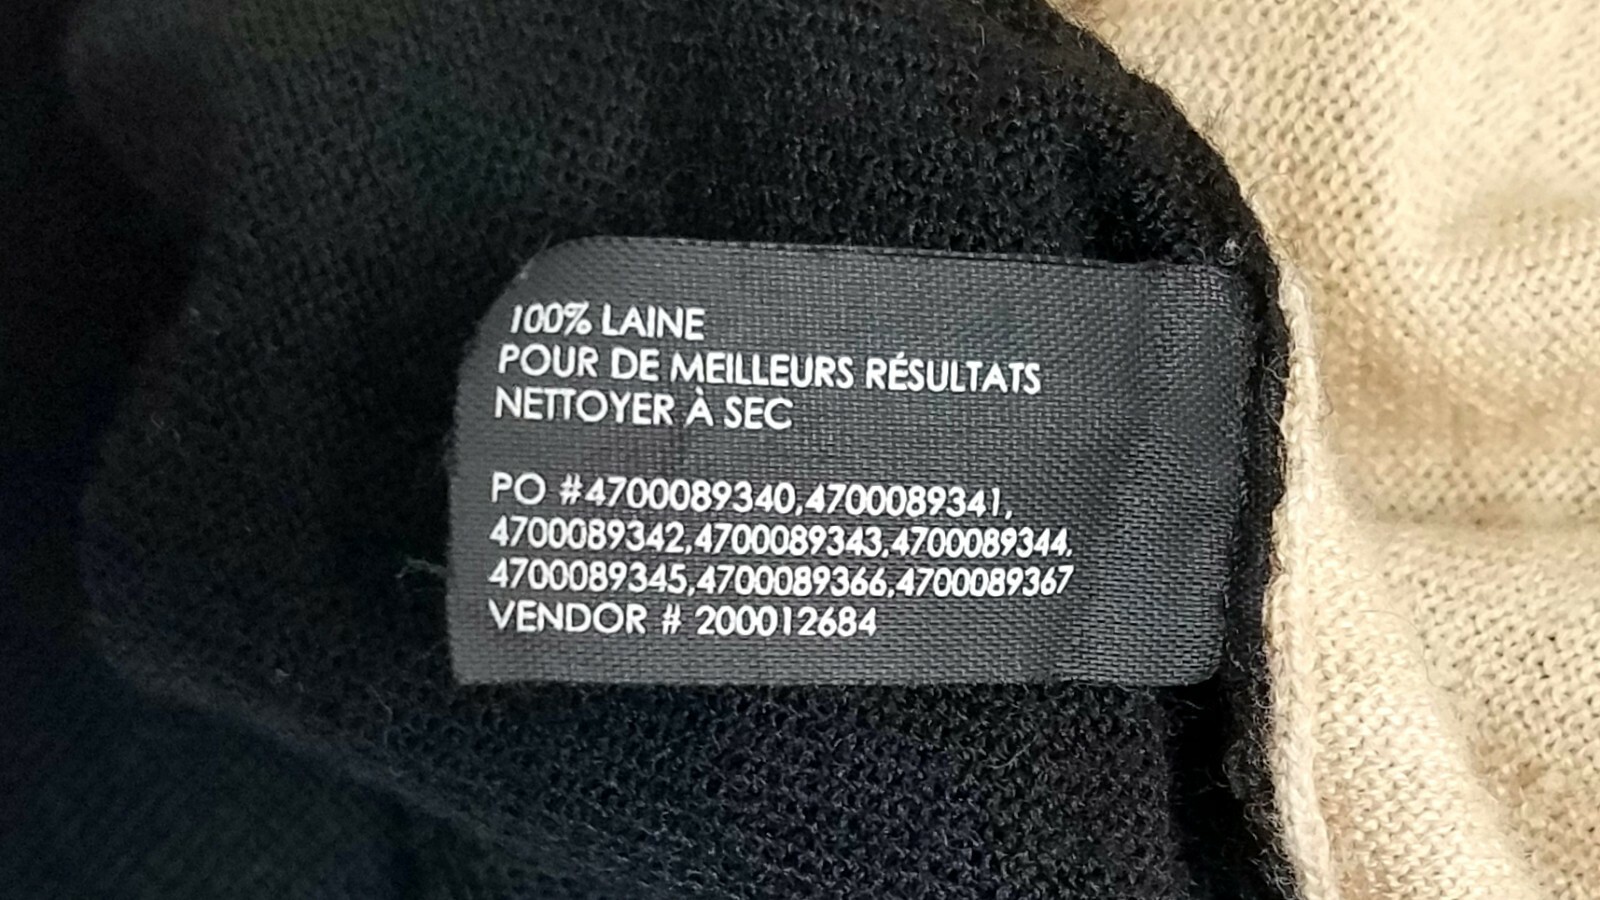 100% LAINE
POUR DE MEILLEURS RÉSULTATS
NETTOYER À SEC
PO #4700089340,4700089341,
4700089342,4700089343,4700089344,
4700089345,4700089366,4700089367
VENDOR # 200012684